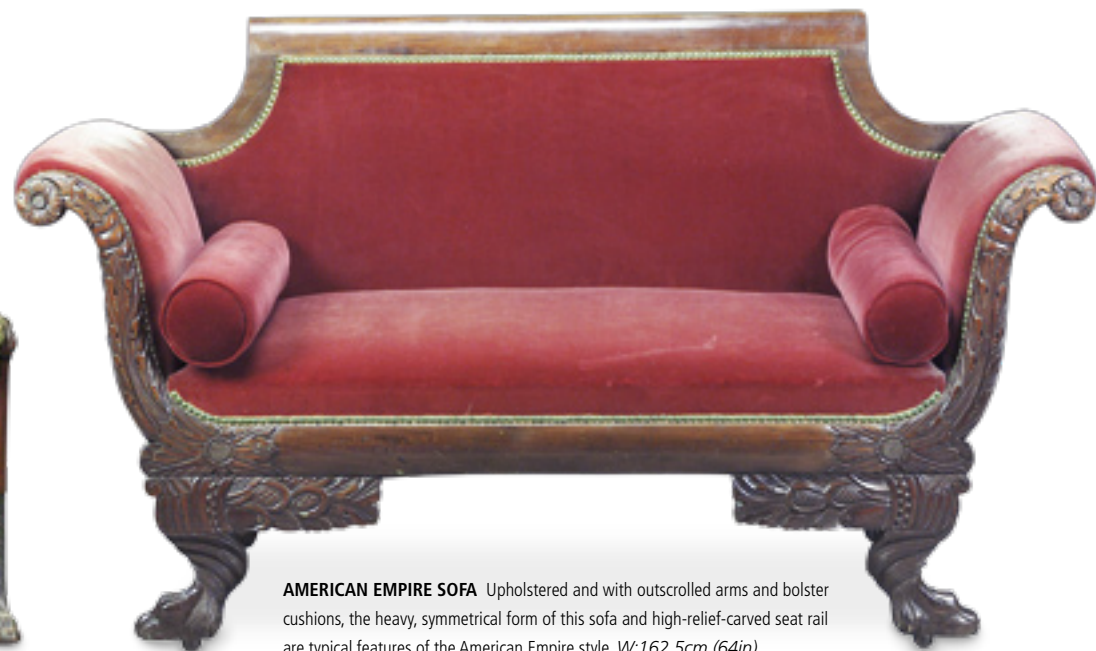 AMERICAN EMPIRE SOFA Upholstered and with outscrolled arms and bolster
cushions, the heavy, symmetrical form of this sofa and high-relief-carved seat rail
are typical features of the American Empire style. W:162.5cm (64in)